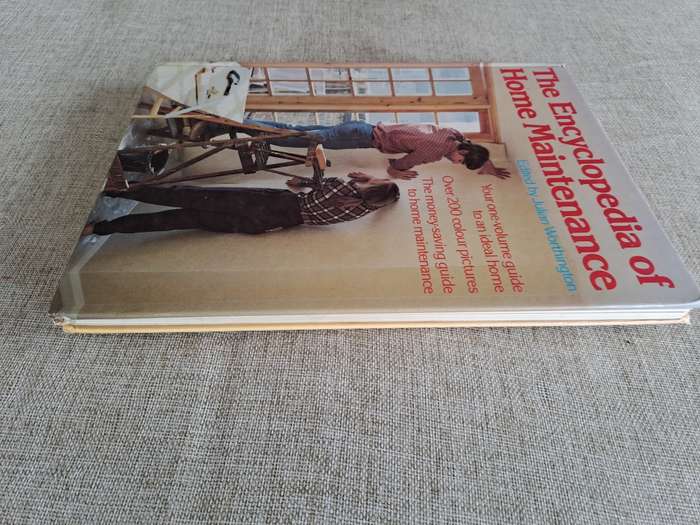 The Encyclopedia of
Home Maintenance
Edited by Julian Worthington
Your one-volume guide
to an ideal home
Over 200 colour pictures
The money-saving guide
to home maintenance